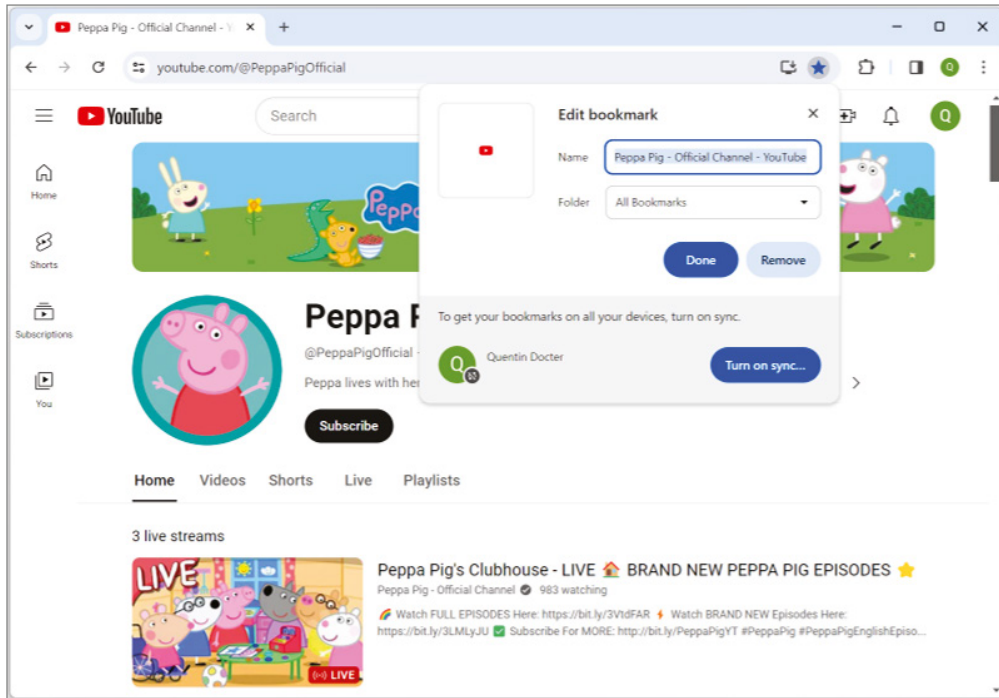 Peppa Pig - Official Channel - Y
youtube.com/@PeppaPigOfficial
Q
YouTube
Search
Q
Edit bookmark
Name
Peppa Pig - Official Channel - YouTube
Folder
All Bookmarks
Done
Remove
To get your bookmarks on all your devices, turn on sync.
Q
Quentin Docter
Turn on sync...
Home
Shorts
Subscriptions
You
Peppa
Peppa P
@PeppaPigOfficial
Peppa lives with her
Subscribe
Home
Videos
Shorts
Live
Playlists
3 live streams
LIVE
LIVE
Peppa Pig's Clubhouse - LIVE 🏠 BRAND NEW PEPPA PIG EPISODES ⭐
Peppa Pig - Official Channel 983 watching
🌈 Watch FULL EPISODES Here: https://bit.ly/3VtdFAR ⚡ Watch BRAND NEW Episodes Here:
https://bit.ly/3LMLyJU ✅ Subscribe For MORE: http://bit.ly/PeppaPigYT #PeppaPig #PeppaPigEnglishEpiso...